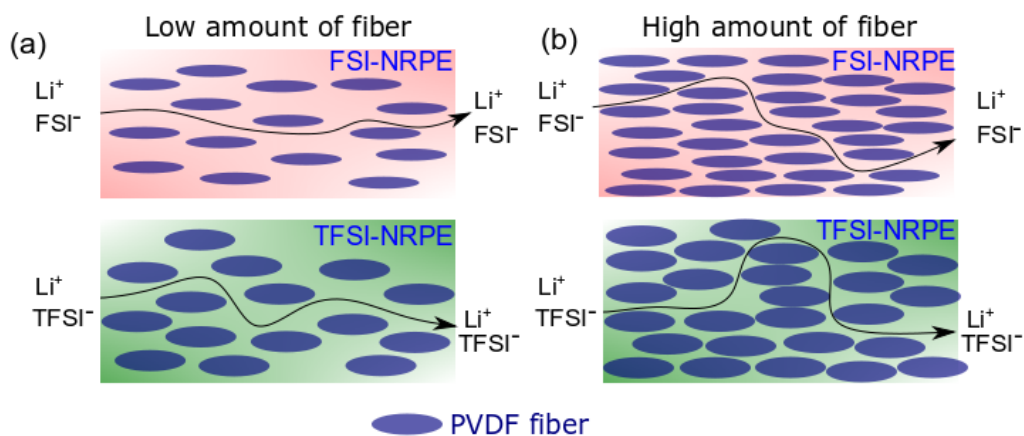 (a)
Low amount of fiber
FSI-NRPE
Li⁺
FSI⁻
Li⁺
FSI⁻
TFSI-NRPE
Li⁺
TFSI⁻
Li⁺
TFSI⁻
(b)
High amount of fiber
FSI-NRPE
Li⁺
FSI⁻
Li⁺
FSI⁻
TFSI-NRPE
Li⁺
TFSI⁻
Li⁺
TFSI⁻
PVDF fiber